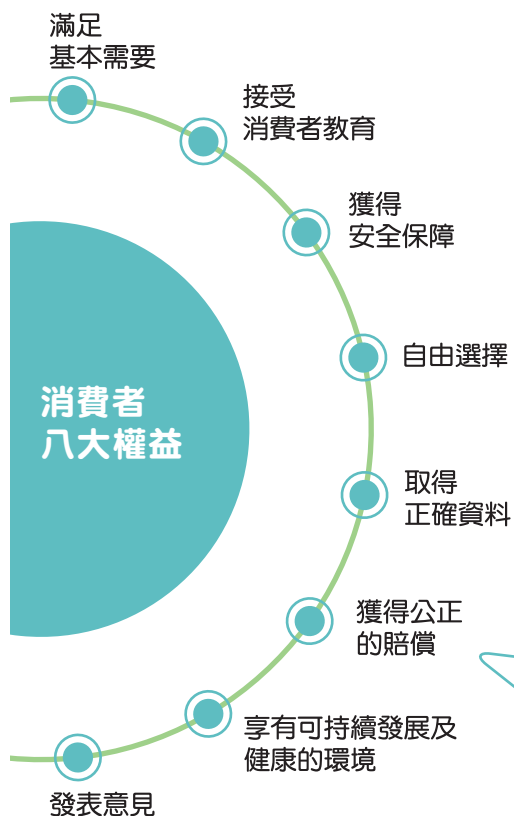 滿足
基本需要
接受
消費者教育
獲得
安全保障
自由選擇
消費者
八大權益
取得
正確資料
獲得公正
的賠償
享有可持續發展及
健康的環境
發表意見